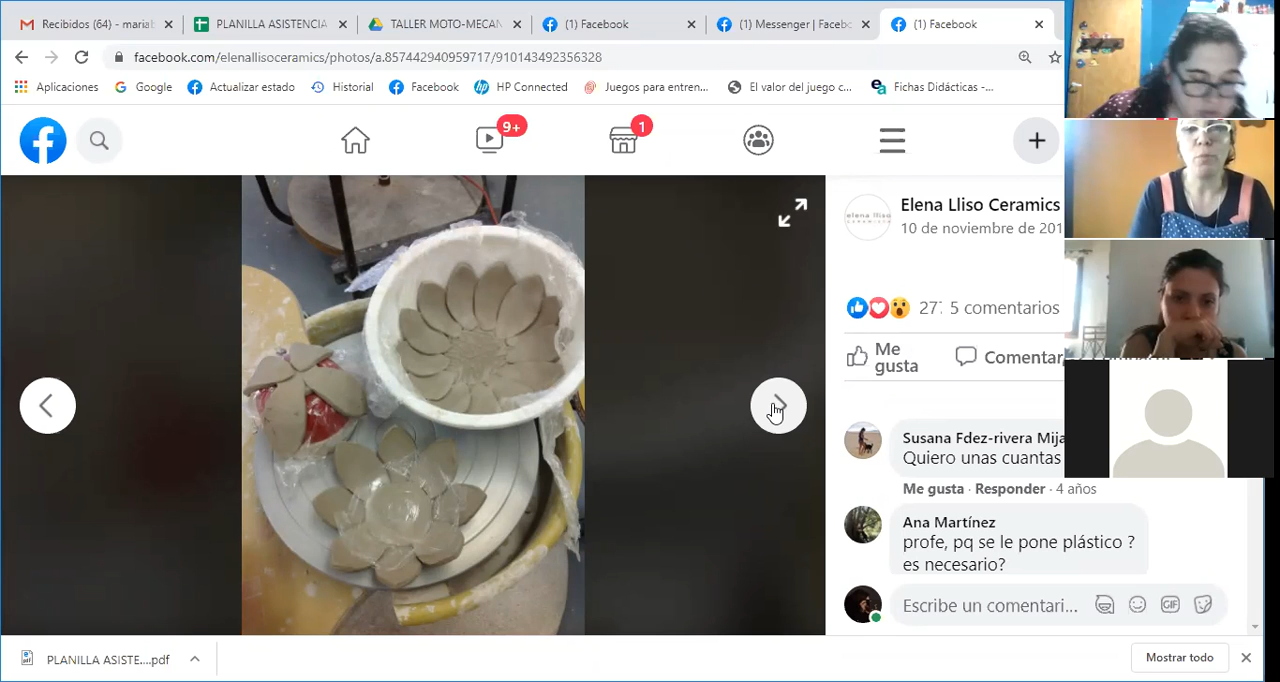 Recibidos (64) - mariab
PLANILLA ASISTENCIA
TALLER MOTO-MECAN
(1) Facebook
(1) Messenger | Facebo
(1) Facebook
facebook.com/elenallisoceramics/photos/a.857442940959717/910143492356328
Aplicaciones
Google
Actualizar estado
Historial
Facebook
HP Connected
Juegos para entren...
El valor del juego c...
Fichas Didácticas -...
9+
1
Elena Lliso Ceramics
10 de noviembre de 201
27
5 comentarios
Me gusta
Comentar
Susana Fdez-rivera Mija
Quiero unas cuantas
Me gusta · Responder · 4 años
Ana Martínez
profe, pq se le pone plástico ?
es necesario?
Escribe un comentari...
GIF
PLANILLA ASISTE....pdf
Mostrar todo